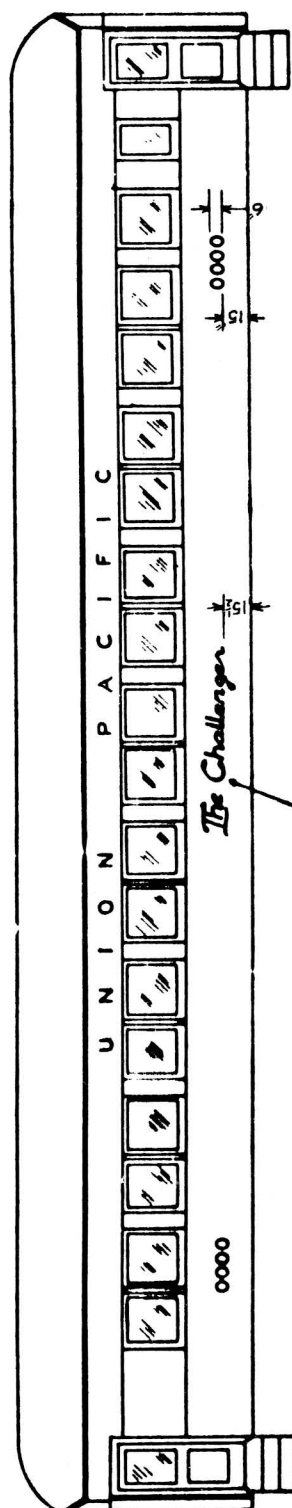 UNION PACIFIC
The Challenger
0000
0000
15
6"
15½